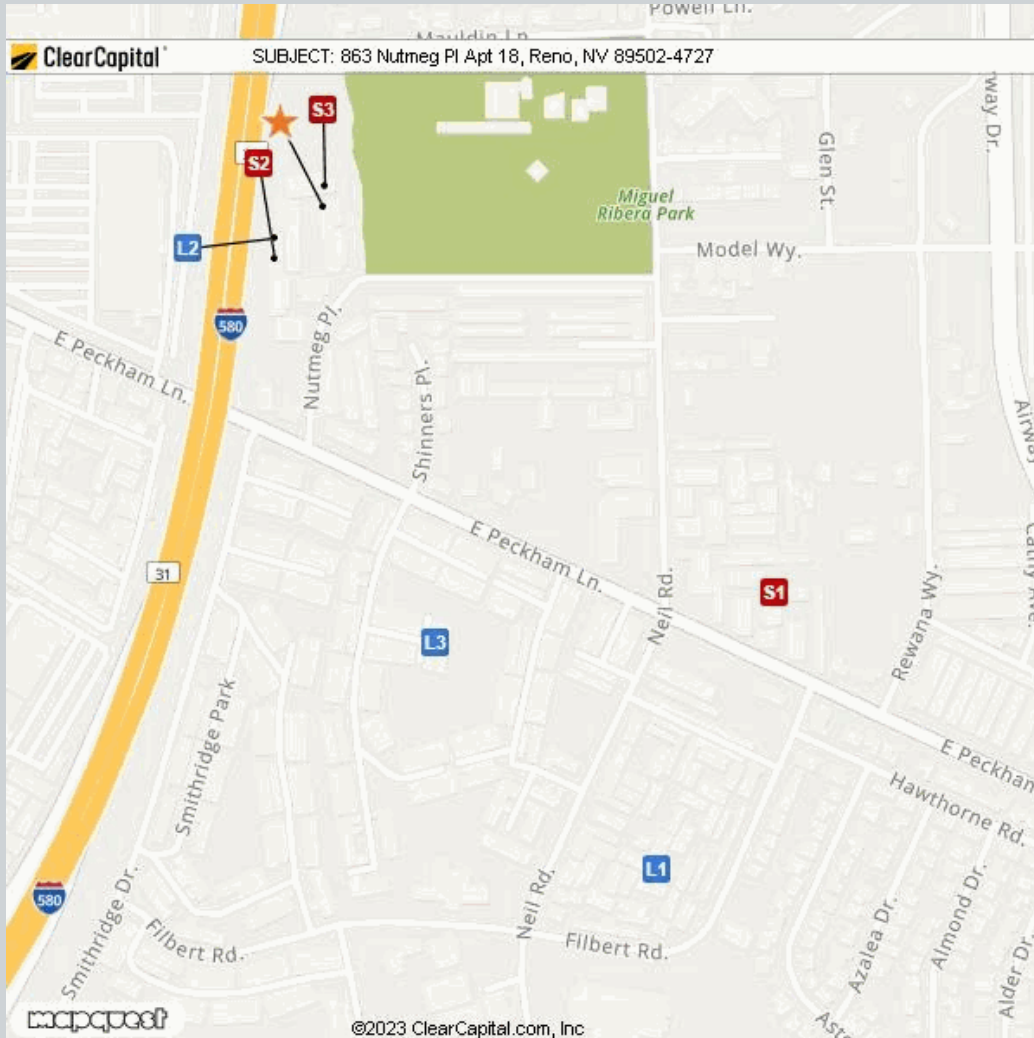 Powell Ln.
Mauldin Ln.
ClearCapital
SUBJECT: 863 Nutmeg Pl Apt 18, Reno, NV 89502-4727
S3
S2
Glen St.
Miguel
Ribera Park
L2
Model Wy.
580
E Peckham Ln.
Nutmeg Pl.
Shinners Pl.
E Peckham Ln.
31
Neil Rd.
S1
Rewana Wy.
L3
Smithridge Park
E Peckham
Hawthorne Rd.
L1
580
Smithridge Dr.
Filbert Rd.
Neil Rd.
Filbert Rd.
Azalea Dr.
Almond Dr.
Alder Dr.
mapquest
©2023 ClearCapital.com, Inc